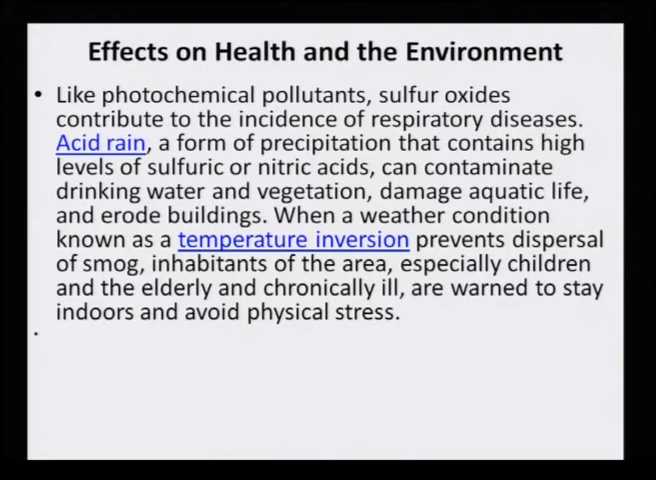 Effects on Health and the Environment
• Like photochemical pollutants, sulfur oxides
contribute to the incidence of respiratory diseases.
Acid rain, a form of precipitation that contains high
levels of sulfuric or nitric acids, can contaminate
drinking water and vegetation, damage aquatic life,
and erode buildings. When a weather condition
known as a temperature inversion prevents dispersal
of smog, inhabitants of the area, especially children
and the elderly and chronically ill, are warned to stay
indoors and avoid physical stress.
•